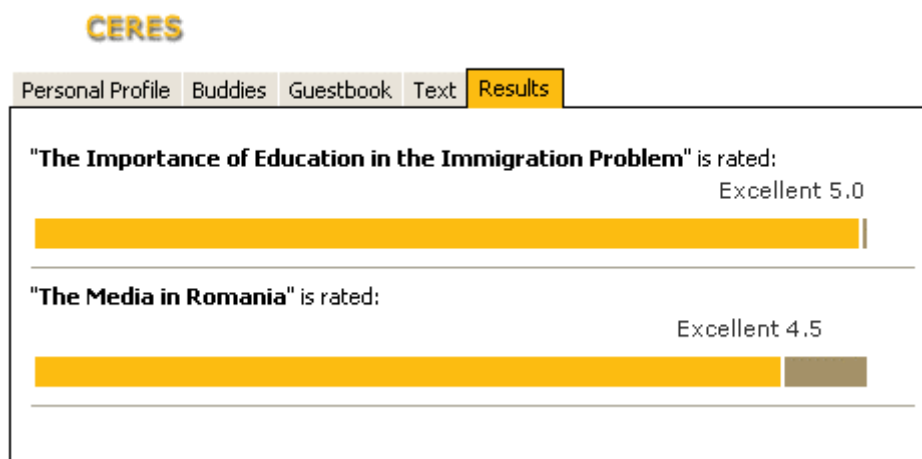 CERES
Personal Profile Buddies Guestbook Text Results
"The Importance of Education in the Immigration Problem" is rated:
Excellent 5.0
"The Media in Romania" is rated:
Excellent 4.5